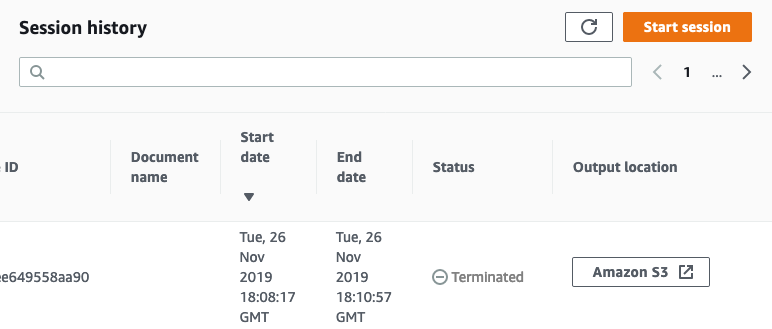 Session history
Start session
1 ...
ID
Document
name
Start
date
End
date
Status
Output location
ee649558aa90
Tue, 26
Nov
2019
18:08:17
GMT
Tue, 26
Nov
2019
18:10:57
GMT
Terminated
Amazon S3